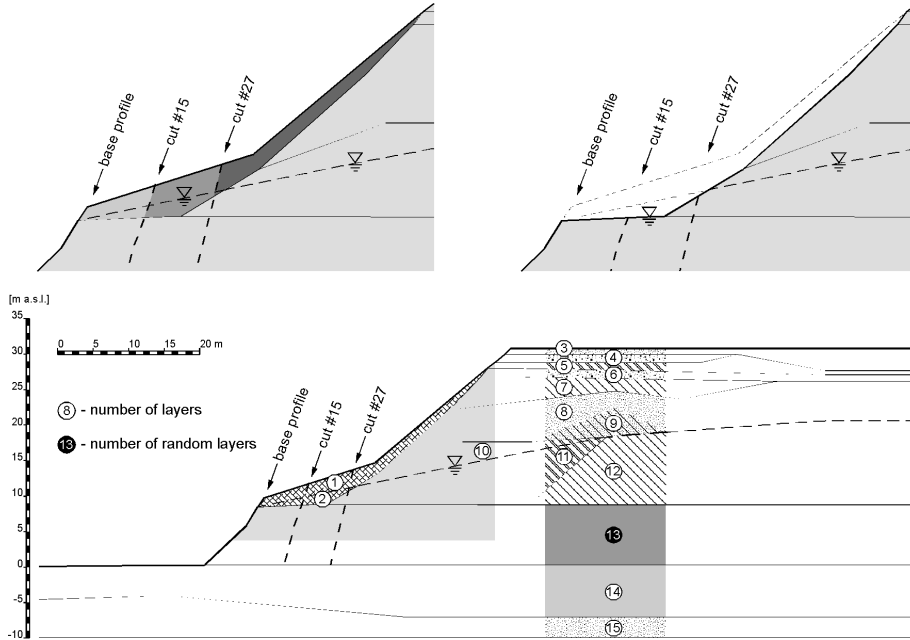 base profile
cut #15
cut #27
base profile
cut #15
cut #27
[m a.s.l.]
35
30
25
20
15
10
5
0
-5
-10
0 5 10 20 m
8 - number of layers
13 - number of random layers
base profile
cut #15
cut #27
1
2
3
4
5
6
7
8
9
10
11
12
13
14
15